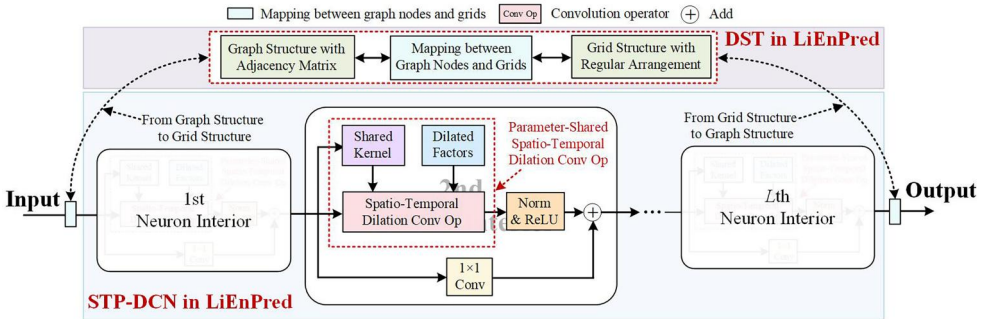 Mapping between graph nodes and grids
Conv Op
Convolution operator
Add
DST in LiEnPred
Graph Structure with
Adjacency Matrix
Mapping between
Graph Nodes and Grids
Grid Structure with
Regular Arrangement
From Graph Structure
to Grid Structure
From Grid Structure
to Graph Structure
Shared
Kernel
Dilated
Factors
Parameter-Shared
Spatio-Temporal
Dilation Conv Op
2nd
Input
1st
Neuron Interior
Spatio-Temporal
Dilation Conv Op
Norm
& ReLU
...
Lth
Neuron Interior
Output
1×1
Conv
STP-DCN in LiEnPred